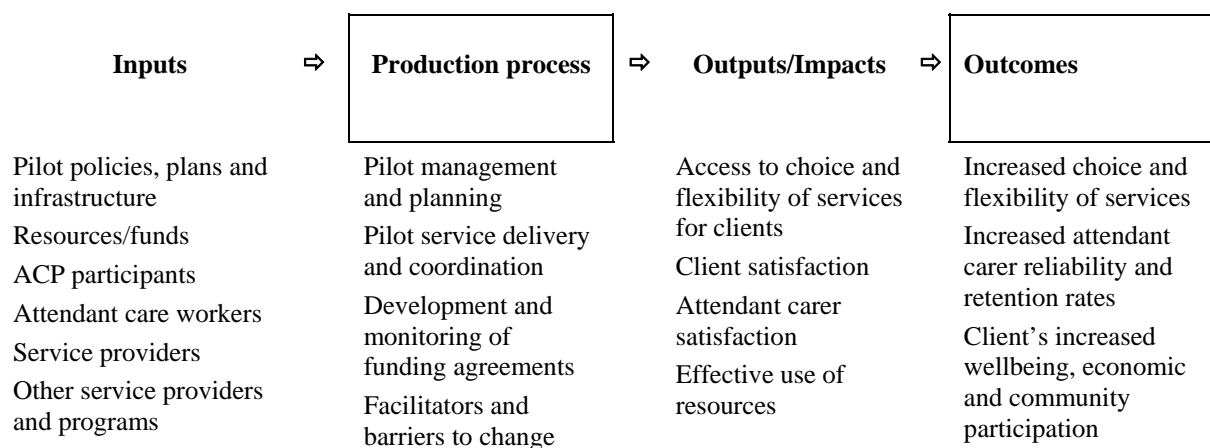 Inputs ⇨ Production process ⇨ Outputs/Impacts ⇨ Outcomes
Pilot policies, plans and
infrastructure
Resources/funds
ACP participants
Attendant care workers
Service providers
Other service providers
and programs
Pilot management
and planning
Pilot service delivery
and coordination
Development and
monitoring of
funding agreements
Facilitators and
barriers to change
Access to choice and
flexibility of services
for clients
Client satisfaction
Attendant carer
satisfaction
Effective use of
resources
Increased choice and
flexibility of services
Increased attendant
carer reliability and
retention rates
Client’s increased
wellbeing, economic
and community
participation